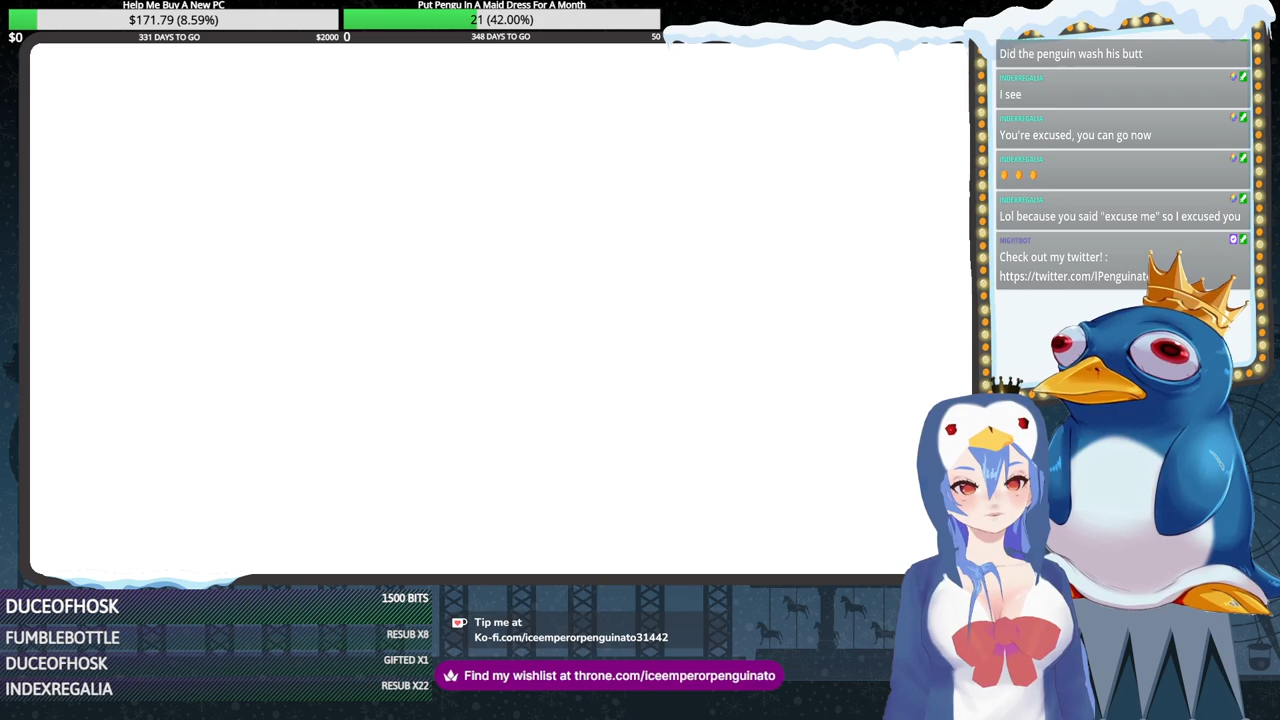 Help Me Buy A New PC
$171.79 (8.59%)
$0
331 DAYS TO GO
$2000
Put Pengu In A Maid Dress For A Month
21 (42.00%)
0
348 DAYS TO GO
50
Did the penguin wash his butt
INDEXREGALIA
I see
INDEXREGALIA
You're excused, you can go now
INDEXREGALIA
INDEXREGALIA
Lol because you said "excuse me" so I excused you
NIGHTBOT
Check out my twitter! :
https://twitter.com/IPenguinat
DUCEOFHOSK
1500 BITS
FUMBLEBOTTLE
RESUB X8
DUCEOFHOSK
GIFTED X1
INDEXREGALIA
RESUB X22
Tip me at
Ko-fi.com/iceemperorpenguinato31442
Find my wishlist at throne.com/iceemperorpenguinato